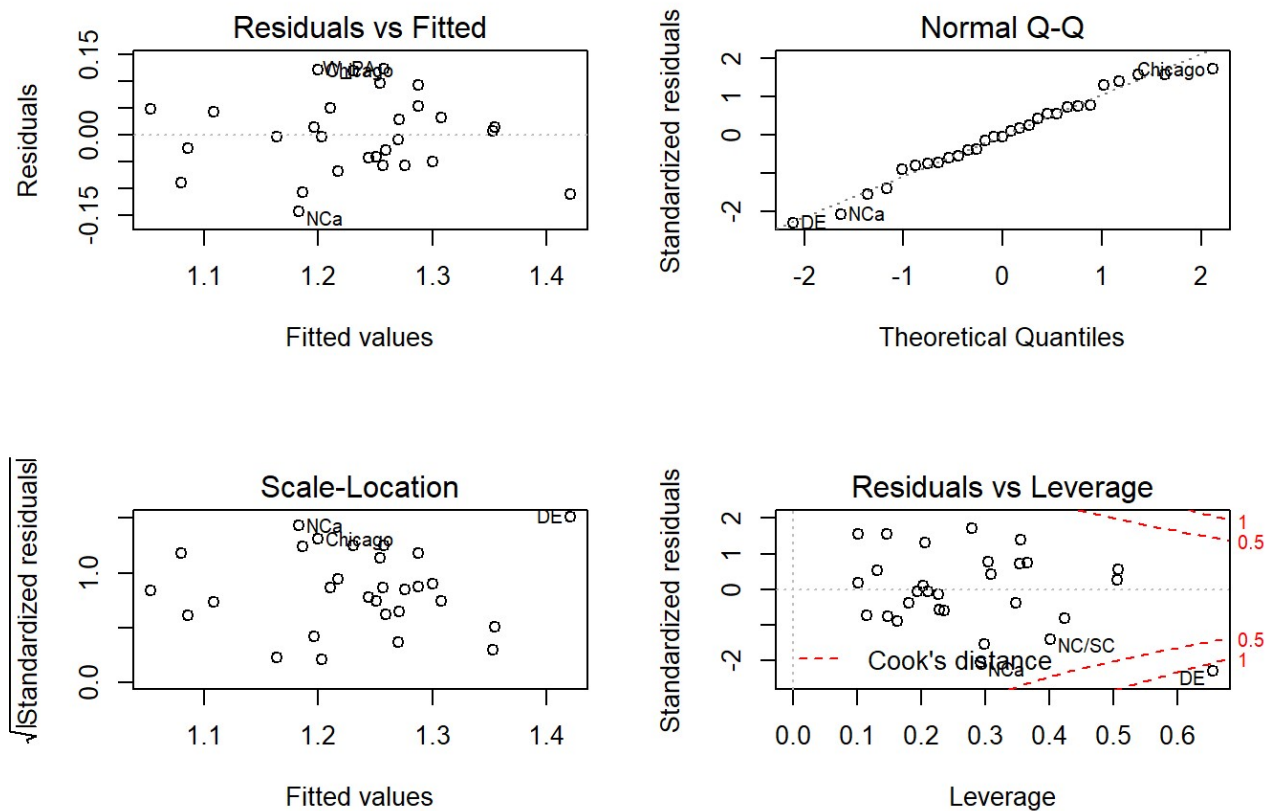 Residuals vs Fitted
Residuals
0.15
0.00
-0.15
Chicago
NCa
1.1 1.2 1.3 1.4
Fitted values
Normal Q-Q
Standardized residuals
2
1
0
-2
Chicago
NCa
DE
-2 -1 0 1 2
Theoretical Quantiles
Scale-Location
√|Standardized residuals|
1.0
0.0
DE
NCa
Chicago
1.1 1.2 1.3 1.4
Fitted values
Residuals vs Leverage
Standardized residuals
2
1
0
-2
1
0.5
0.5
1
NC/SC
Cook's distance
NCa
DE
0.0 0.1 0.2 0.3 0.4 0.5 0.6
Leverage